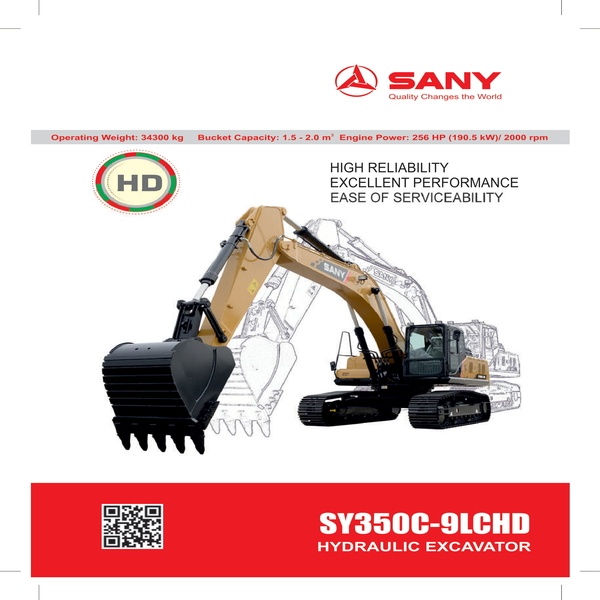 SANY
Quality Changes the World
Operating Weight: 34300 kg Bucket Capacity: 1.5 - 2.0 m³ Engine Power: 256 HP (190.5 kW)/ 2000 rpm
HD
HIGH RELIABILITY
EXCELLENT PERFORMANCE
EASE OF SERVICEABILITY
SANY
SANY
SY350C-9LCHD
HYDRAULIC EXCAVATOR